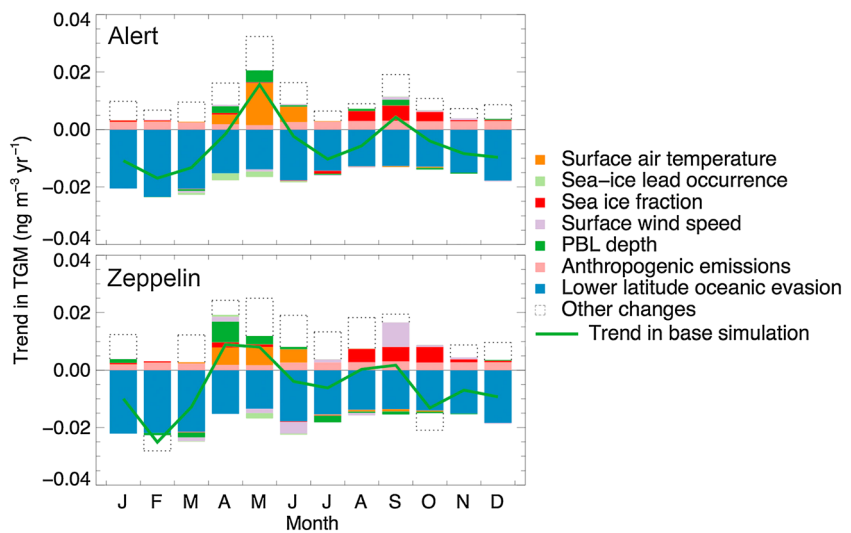 0.04
Alert
0.02
0.00
−0.02
−0.04
0.04
Zeppelin
0.02
0.00
−0.02
−0.04
Trend in TGM (ng m⁻³ yr⁻¹)
J F M A M J J A S O N D
Month
Surface air temperature
Sea−ice lead occurrence
Sea ice fraction
Surface wind speed
PBL depth
Anthropogenic emissions
Lower latitude oceanic evasion
Other changes
Trend in base simulation